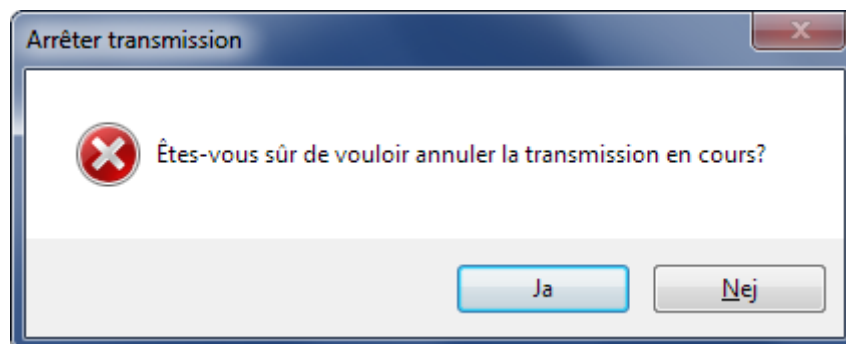 Arrêter transmission
Êtes-vous sûr de vouloir annuler la transmission en cours?
Ja
Nej